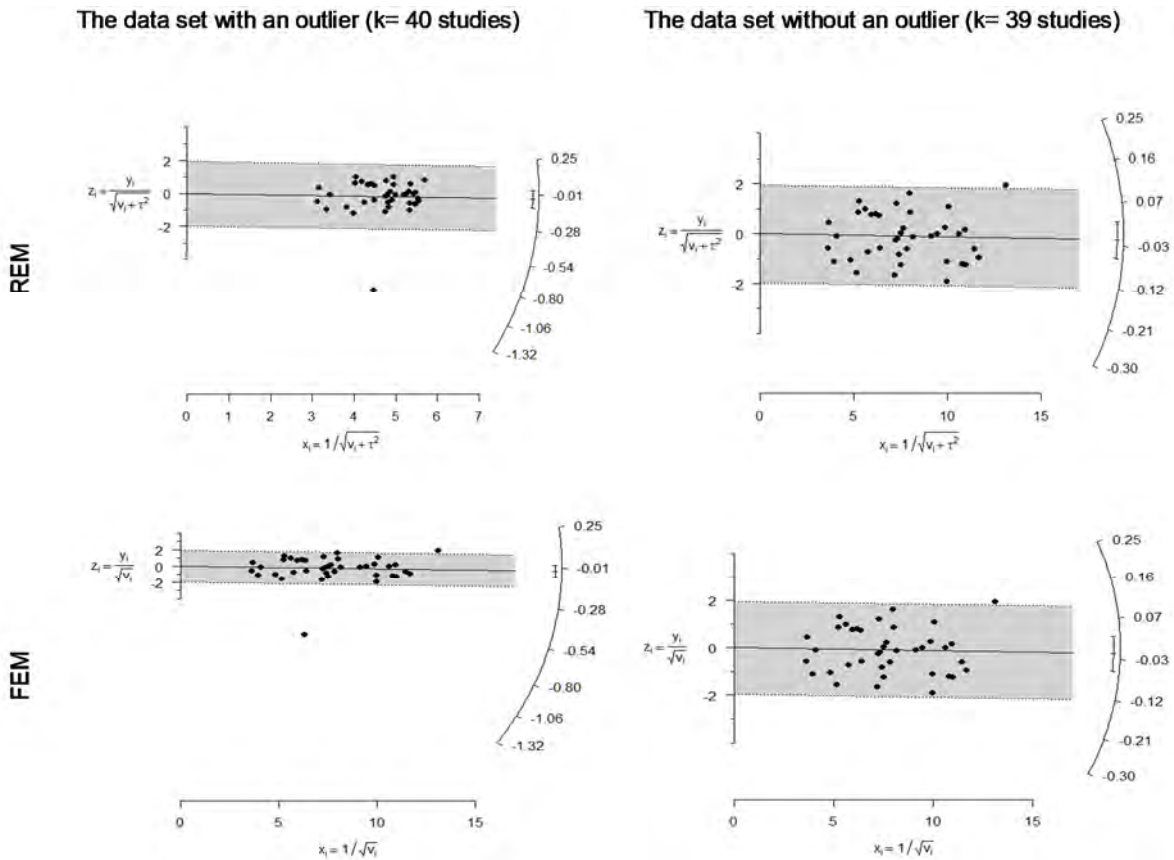 The data set with an outlier (k= 40 studies)
The data set without an outlier (k= 39 studies)
REM
z_i = y_i / √(v_i + τ²)
2
0
-2
0.25
-0.01
-0.28
-0.54
-0.80
-1.06
-1.32
0 1 2 3 4 5 6 7
x_i = 1/√(v_i + τ²)
z_i = y_i / √(v_i + τ²)
2
0
-2
0.25
0.16
0.07
-0.03
-0.12
-0.21
-0.30
0 5 10 15
x_i = 1/√(v_i + τ²)
FEM
z_i = y_i / √v_i
2
0
-2
0.25
-0.01
-0.28
-0.54
-0.80
-1.06
-1.32
0 5 10 15
x_i = 1/√v_i
z_i = y_i / √v_i
2
0
-2
0.25
0.16
0.07
-0.03
-0.12
-0.21
-0.30
0 5 10 15
x_i = 1/√v_i